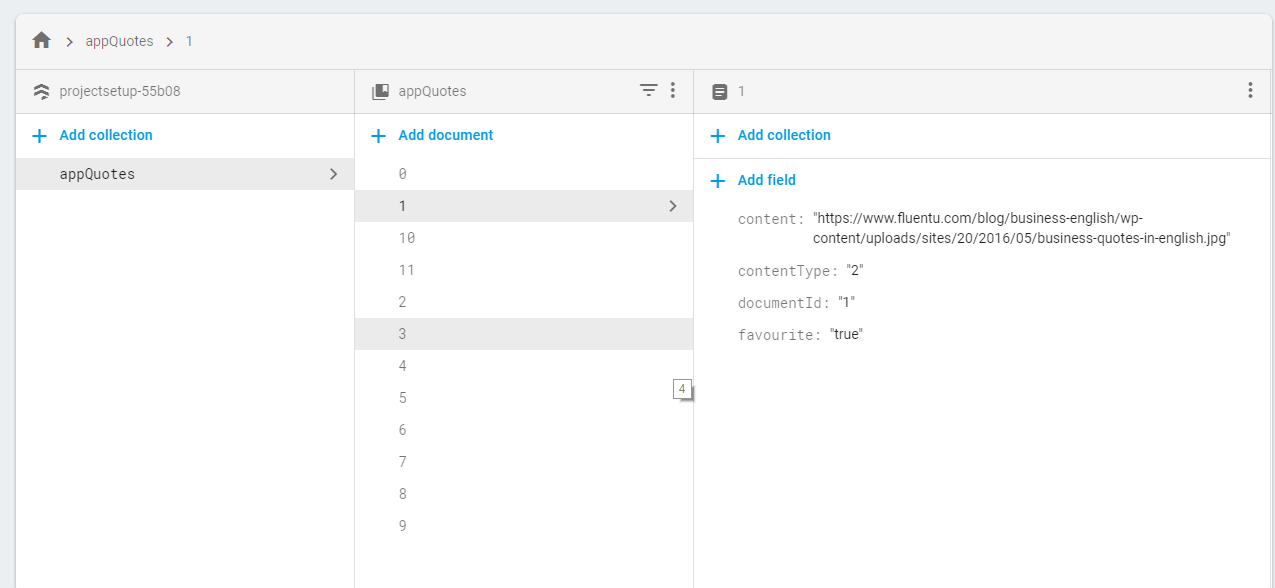 appQuotes 1
projectsetup-55b08
Add collection
appQuotes
appQuotes
Add document
0
1
10
11
2
3
4
5
6
7
8
9
4
1
Add collection
Add field
content: "https://www.fluentu.com/blog/business-english/wp-
content/uploads/sites/20/2016/05/business-quotes-in-english.jpg"
contentType: "2"
documentId: "1"
favourite: "true"